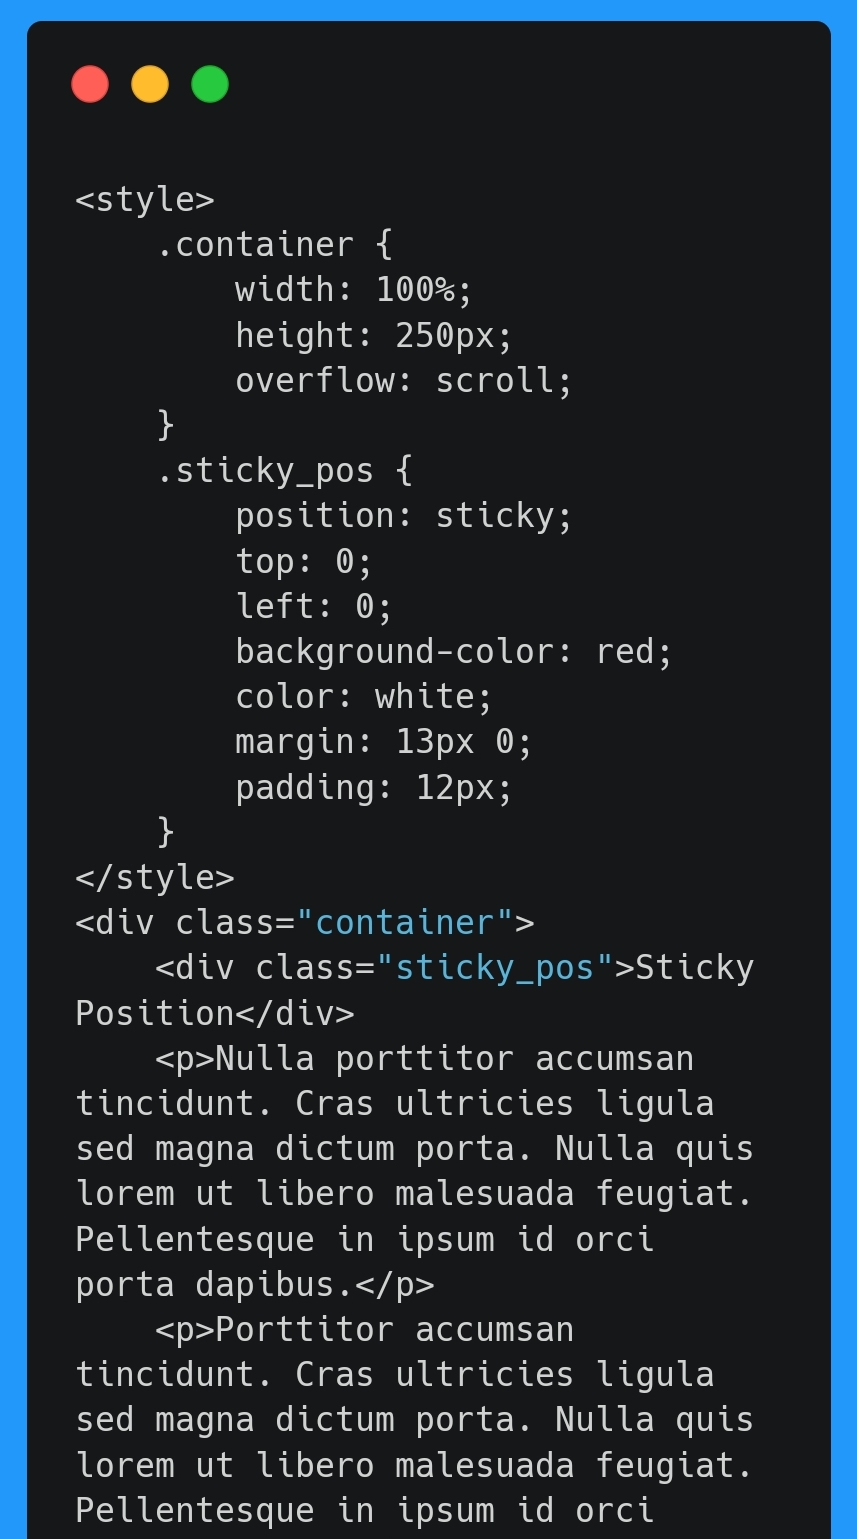 <style>
    .container {
        width: 100%;
        height: 250px;
        overflow: scroll;
    }
    .sticky_pos {
        position: sticky;
        top: 0;
        left: 0;
        background-color: red;
        color: white;
        margin: 13px 0;
        padding: 12px;
    }
</style>
<div class="container">
    <div class="sticky_pos">Sticky
Position</div>
    <p>Nulla porttitor accumsan
tincidunt. Cras ultricies ligula
sed magna dictum porta. Nulla quis
lorem ut libero malesuada feugiat.
Pellentesque in ipsum id orci
porta dapibus.</p>
    <p>Porttitor accumsan
tincidunt. Cras ultricies ligula
sed magna dictum porta. Nulla quis
lorem ut libero malesuada feugiat.
Pellentesque in ipsum id orci